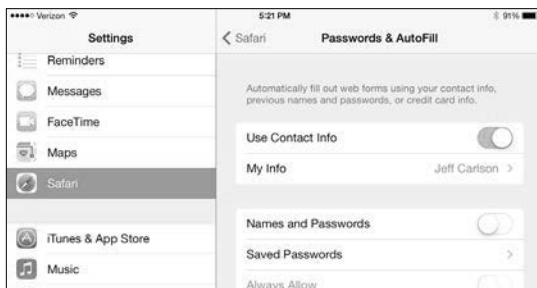 Verizon 5:21 PM 91%
Settings
Safari Passwords & AutoFill
Reminders
Messages
FaceTime
Maps
Safari
iTunes & App Store
Music
Automatically fill out web forms using your contact info,
previous names and passwords, or credit card info.
Use Contact Info
My Info Jeff Carlson
Names and Passwords
Saved Passwords
Always Allow